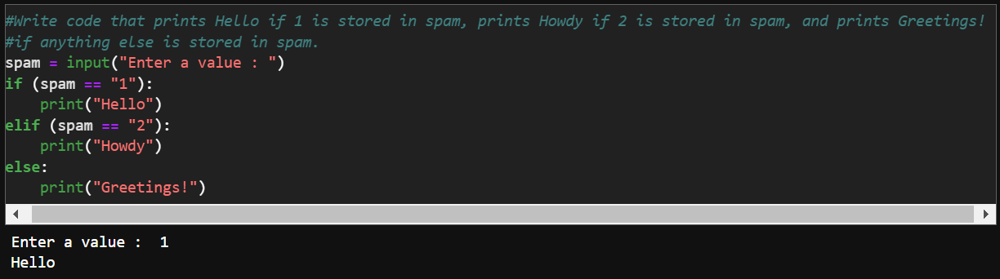 #Write code that prints Hello if 1 is stored in spam, prints Howdy if 2 is stored in spam, and prints Greetings!
#if anything else is stored in spam.
spam = input("Enter a value : ")
if (spam == "1"):
    print("Hello")
elif (spam == "2"):
    print("Howdy")
else:
    print("Greetings!")
Enter a value :  1
Hello